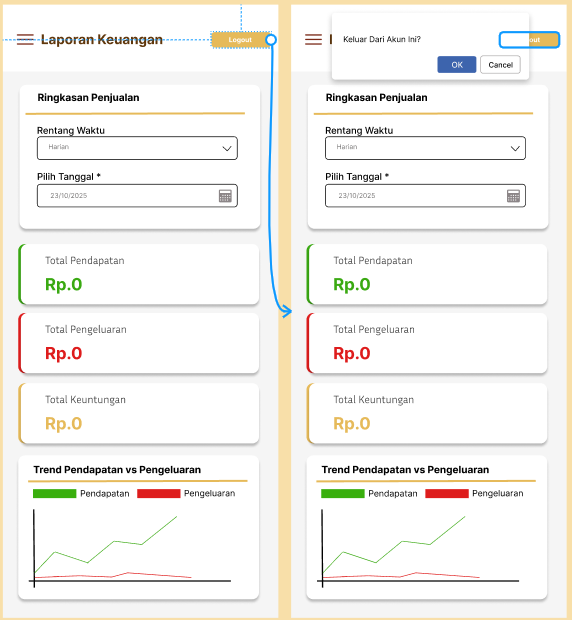 Laporan Keuangan
Logout
Ringkasan Penjualan
Rentang Waktu
Harian
Pilih Tanggal *
23/10/2025
Total Pendapatan
Rp.0
Total Pengeluaran
Rp.0
Total Keuntungan
Rp.0
Trend Pendapatan vs Pengeluaran
Pendapatan
Pengeluaran
Keluar Dari Akun Ini?
OK
Cancel
Ringkasan Penjualan
Rentang Waktu
Harian
Pilih Tanggal *
23/10/2025
Total Pendapatan
Rp.0
Total Pengeluaran
Rp.0
Total Keuntungan
Rp.0
Trend Pendapatan vs Pengeluaran
Pendapatan
Pengeluaran